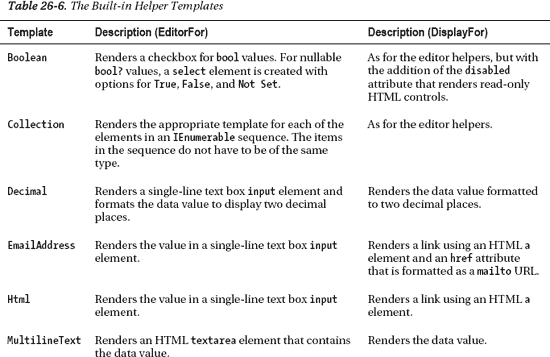 Table 26-6. The Built-in Helper Templates
Template Description (EditorFor) Description (DisplayFor)
Boolean Renders a checkbox for bool values. For nullable As for the editor helpers, but with
bool? values, a select element is created with the addition of the disabled
options for True, False, and Not Set. attribute that renders read-only
HTML controls.
Collection Renders the appropriate template for each of the As for the editor helpers.
elements in an IEnumerable sequence. The items
in the sequence do not have to be of the same
type.
Decimal Renders a single-line text box input element and Renders the data value formatted
formats the data value to display two decimal to two decimal places.
places.
EmailAddress Renders the value in a single-line text box input Renders a link using an HTML a
element. element and an href attribute
that is formatted as a mailto URL.
Html Renders the value in a single-line text box input Renders a link using an HTML a
element. element.
MultilineText Renders an HTML textarea element that contains Renders the data value.
the data value.